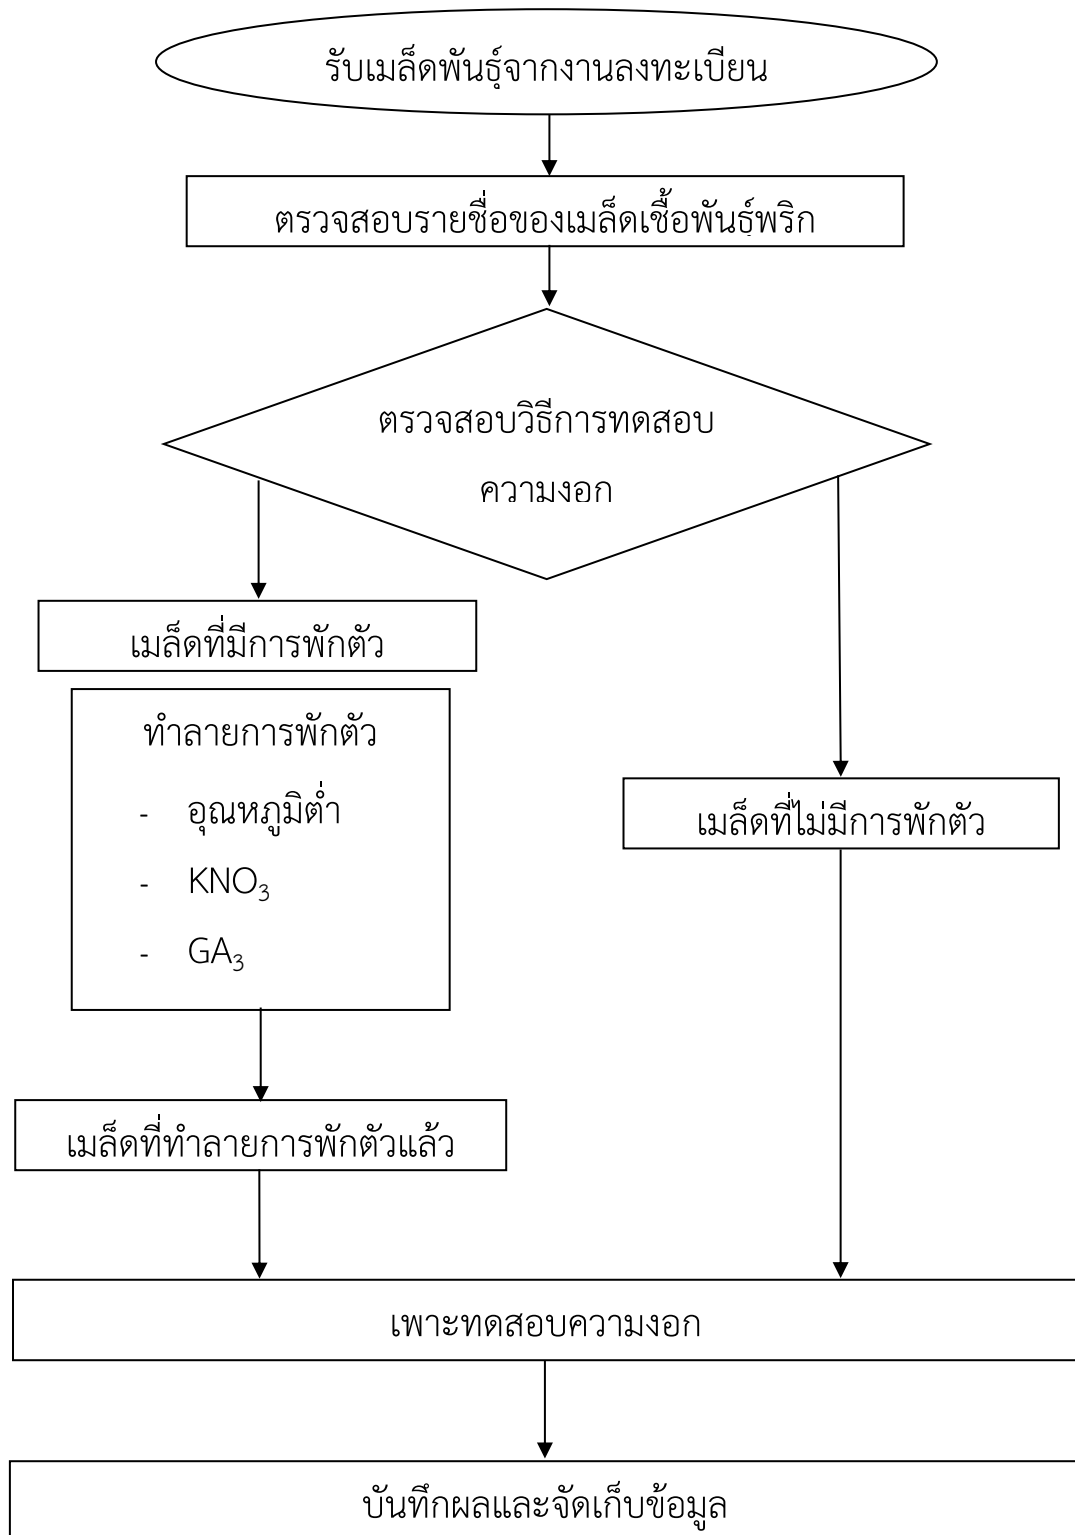 รับเมล็ดพันธุ์จากงานลงทะเบียน
ตรวจสอบรายชื่อของเมล็ดเชื้อพันธุ์พริก
ตรวจสอบวิธีการทดสอบ
ความงอก
เมล็ดที่มีการพักตัว
ทำลายการพักตัว
- อุณหภูมิต่ำ
- KNO₃
- GA₃
เมล็ดที่ไม่มีการพักตัว
เมล็ดที่ทำลายการพักตัวแล้ว
เพาะทดสอบความงอก
บันทึกผลและจัดเก็บข้อมูล